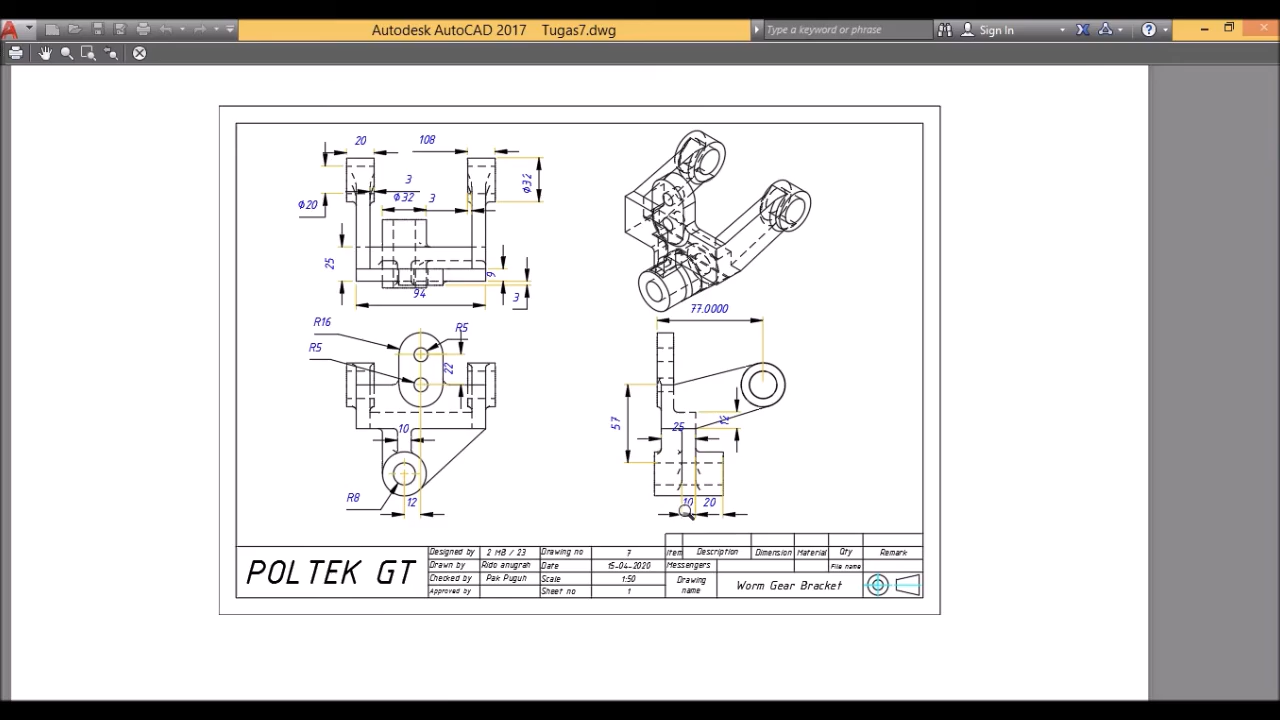 Autodesk AutoCAD 2017 Tugas7.dwg
Type a keyword or phrase
Sign In
20
108
3
Φ32
3
Φ20
Φ32
25
9
94
3
R16
R5
R5
22
10
R8
12
77.0000
57
25
10
20
POLTEK GT
Designed by 2 MB / 23 Drawing no 7 Item Description Dimension Material Qty Remark
Drawn by Rido anugrah Date 15-04-2020 Messengers File name
Checked by Pak Puguh Scale 1:50 Drawing name Worm Gear Bracket
Approved by Sheet no 1